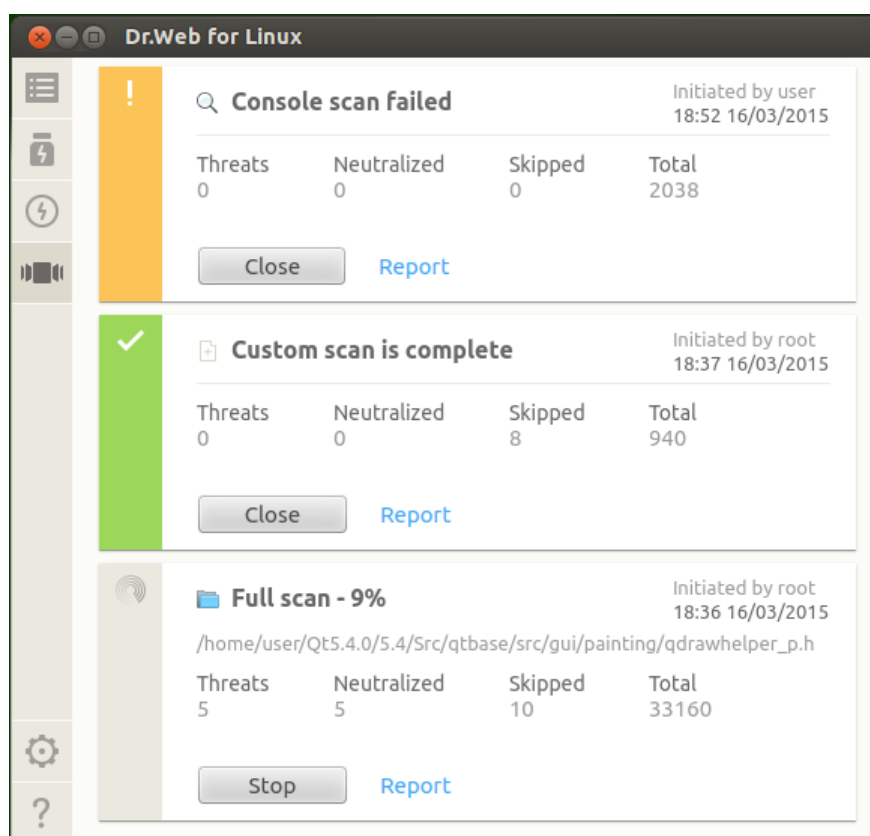 Dr.Web for Linux
!
Console scan failed
Initiated by user
18:52 16/03/2015
Threats Neutralized Skipped Total
0 0 0 2038
Close Report
Custom scan is complete
Initiated by root
18:37 16/03/2015
Threats Neutralized Skipped Total
0 0 8 940
Close Report
Full scan - 9%
Initiated by root
18:36 16/03/2015
/home/user/Qt5.4.0/5.4/Src/qtbase/src/gui/painting/qdrawhelper_p.h
Threats Neutralized Skipped Total
5 5 10 33160
Stop Report
?